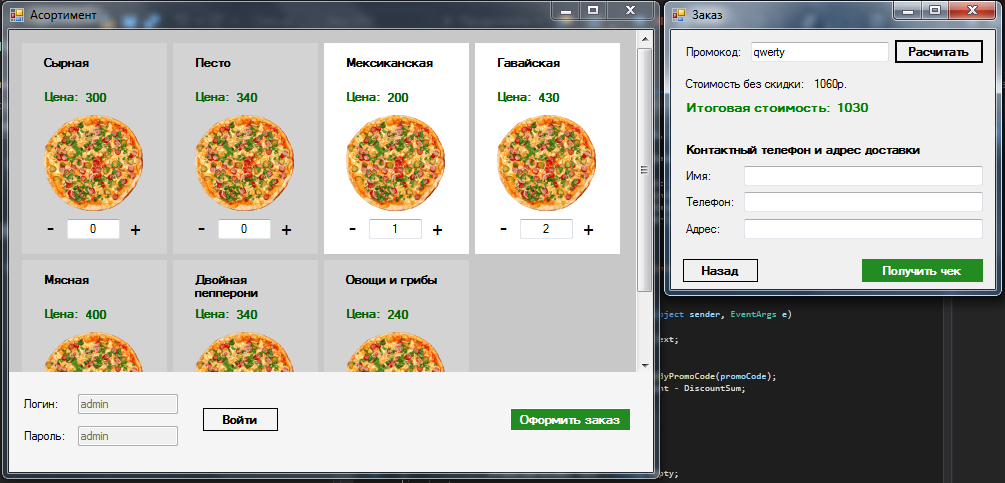 Асортимент
Сырная
Песто
Мексиканская
Гавайская
Цена: 300
Цена: 340
Цена: 200
Цена: 430
- 0 +
- 0 +
- 1 +
- 2 +
Мясная
Двойная
пепперони
Овощи и грибы
Цена: 400
Цена: 340
Цена: 240
Логин: admin
Пароль: admin
Войти
Оформить заказ
Заказ
Промокод: qwerty
Расчитать
Стоимость без скидки: 1060р.
Итоговая стоимость: 1030
Контактный телефон и адрес доставки
Имя:
Телефон:
Адрес:
Назад
Получить чек
object sender, EventArgs e)
ext;
ByPromoCode(promoCode);
nt - DiscountSum;
pty;